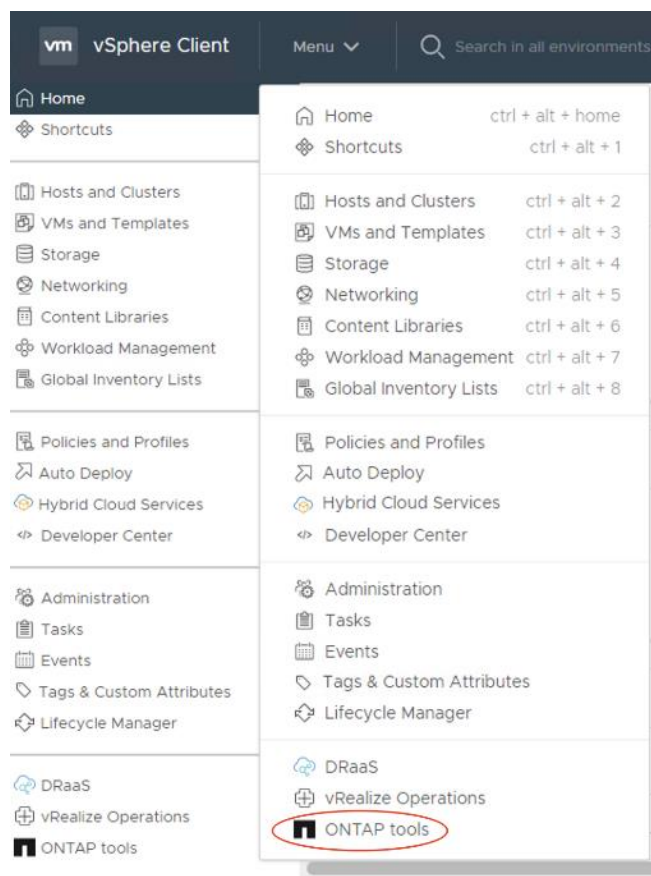 vm vSphere Client Menu Search in all environments
Home
Shortcuts
Hosts and Clusters
VMs and Templates
Storage
Networking
Content Libraries
Workload Management
Global Inventory Lists
Policies and Profiles
Auto Deploy
Hybrid Cloud Services
Developer Center
Administration
Tasks
Events
Tags & Custom Attributes
Lifecycle Manager
DRaaS
vRealize Operations
ONTAP tools
Home ctrl + alt + home
Shortcuts ctrl + alt + 1
Hosts and Clusters ctrl + alt + 2
VMs and Templates ctrl + alt + 3
Storage ctrl + alt + 4
Networking ctrl + alt + 5
Content Libraries ctrl + alt + 6
Workload Management ctrl + alt + 7
Global Inventory Lists ctrl + alt + 8
Policies and Profiles
Auto Deploy
Hybrid Cloud Services
Developer Center
Administration
Tasks
Events
Tags & Custom Attributes
Lifecycle Manager
DRaaS
vRealize Operations
ONTAP tools